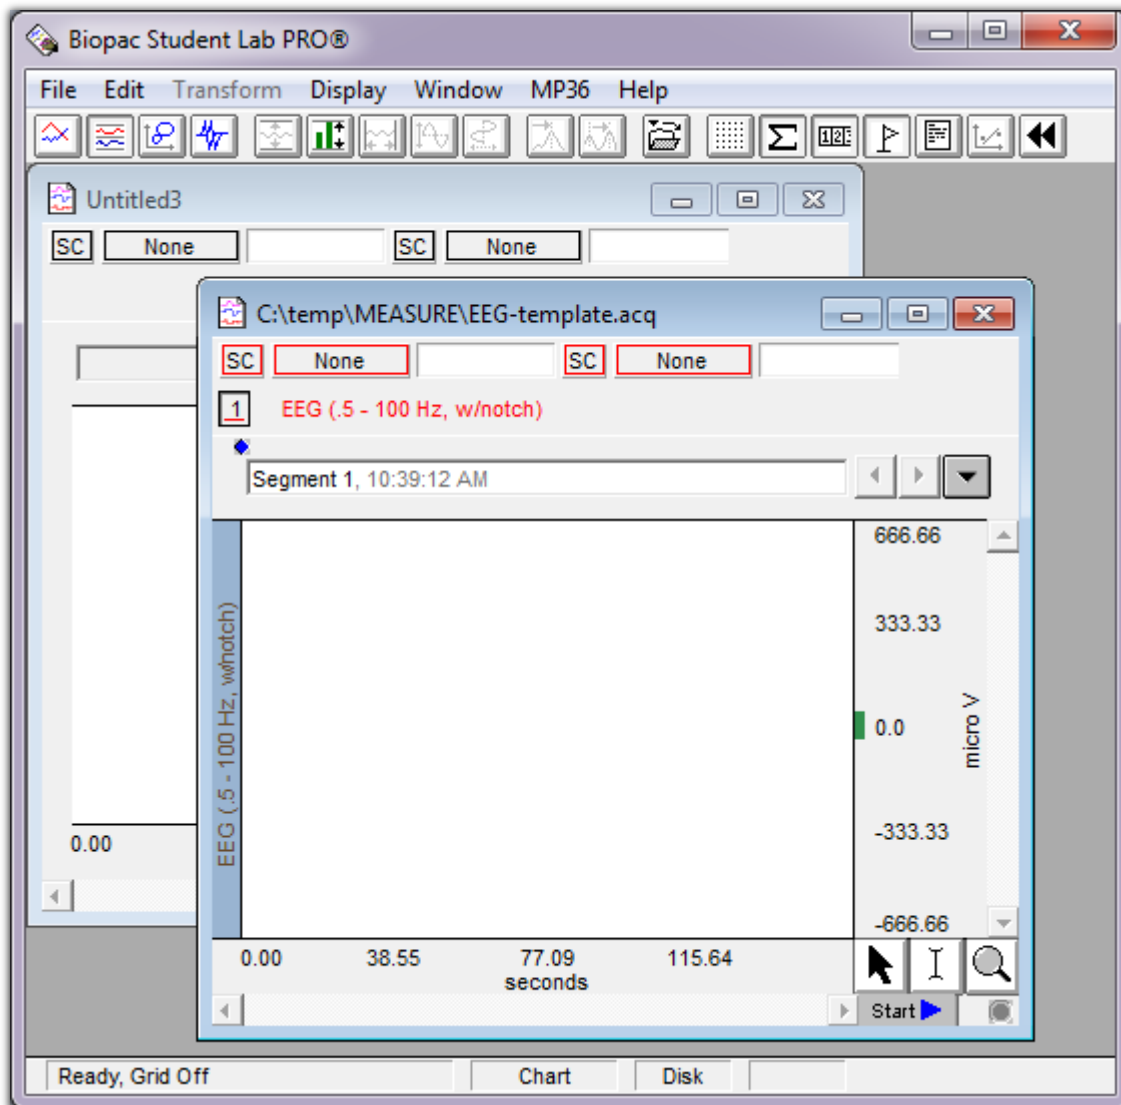 Biopac Student Lab PRO®
File Edit Transform Display Window MP36 Help
Untitled3
SC None SC None
C:\temp\MEASURE\EEG-template.acq
SC None SC None
1 EEG (.5 - 100 Hz, w/notch)
Segment 1, 10:39:12 AM
EEG (.5 - 100 Hz, w/notch)
666.66
333.33
0.0
-333.33
-666.66
micro V
0.00
0.00 38.55 77.09 115.64
seconds
Start
Ready, Grid Off Chart Disk